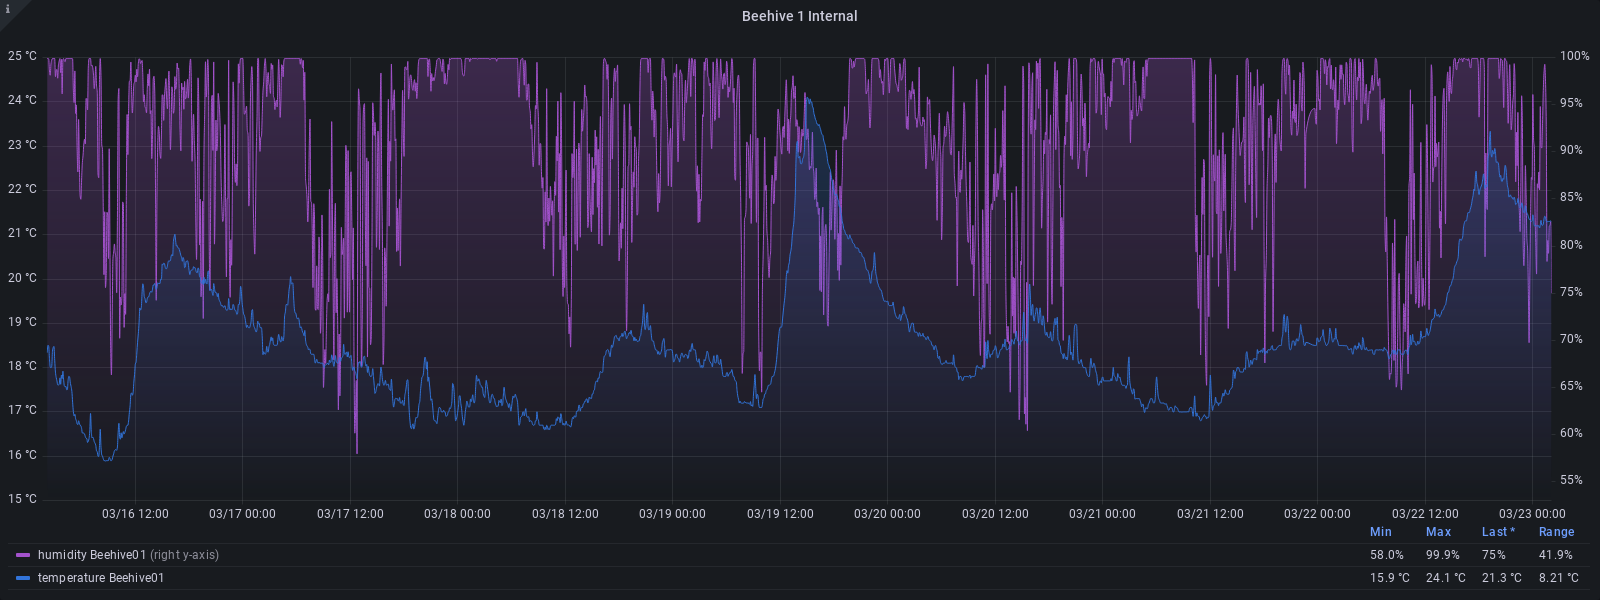 i
Beehive 1 Internal
25 °C 100%
24 °C 95%
23 °C 90%
22 °C 85%
21 °C 80%
20 °C 75%
19 °C 70%
18 °C 65%
17 °C 60%
16 °C 55%
15 °C
03/16 12:00 03/17 00:00 03/17 12:00 03/18 00:00 03/18 12:00 03/19 00:00 03/19 12:00 03/20 00:00 03/20 12:00 03/21 00:00 03/21 12:00 03/22 00:00 03/22 12:00 03/23 00:00
Min Max Last * Range
humidity Beehive01 (right y-axis) 58.0% 99.9% 75% 41.9%
temperature Beehive01 15.9 °C 24.1 °C 21.3 °C 8.21 °C